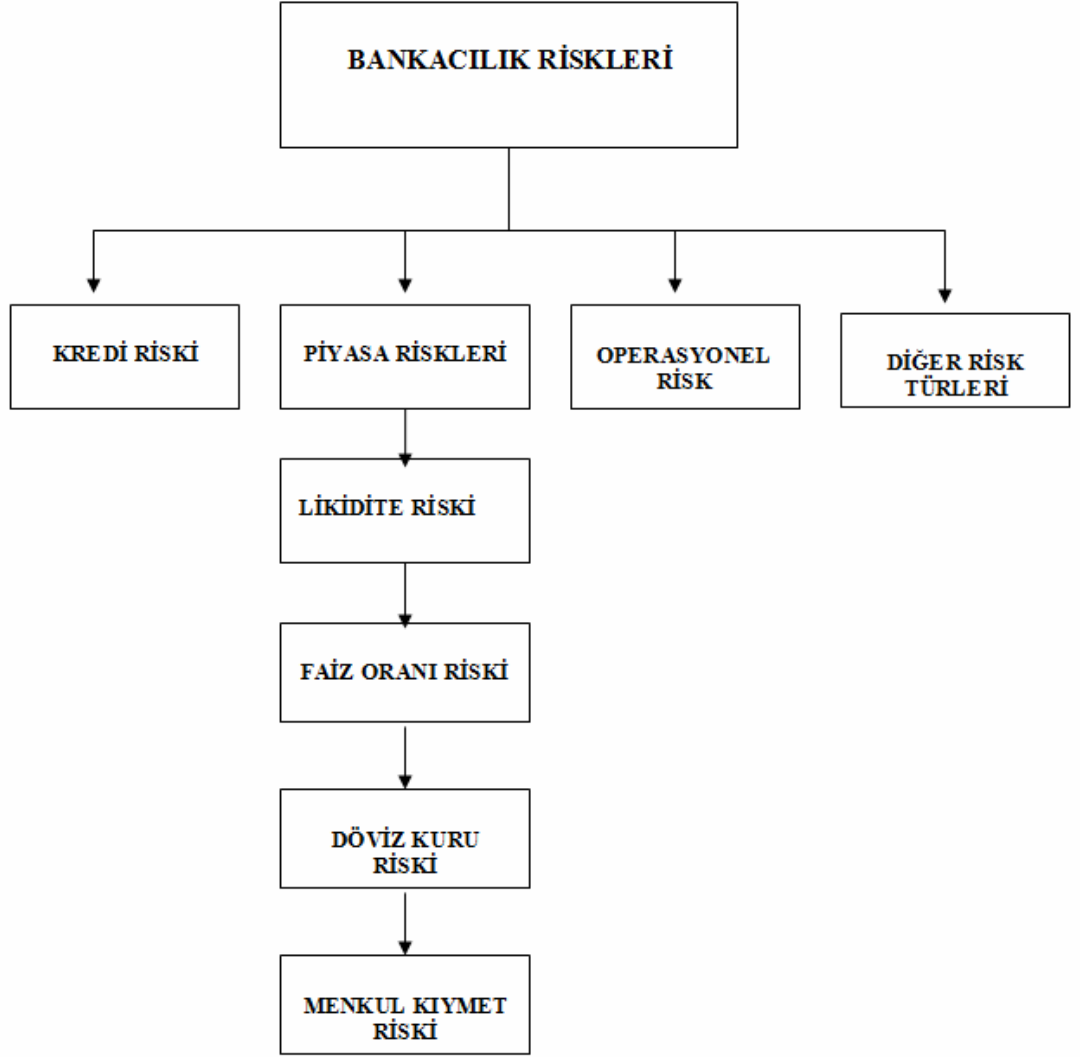 BANKACILIK RİSKLERİ
KREDİ RİSKİ
PİYASA RİSKLERİ
OPERASYONEL
RİSK
DİĞER RİSK
TÜRLERİ
LİKİDİTE RİSKİ
FAİZ ORANI RİSKİ
DÖVİZ KURU
RİSKİ
MENKUL KIYMET
RİSKİ